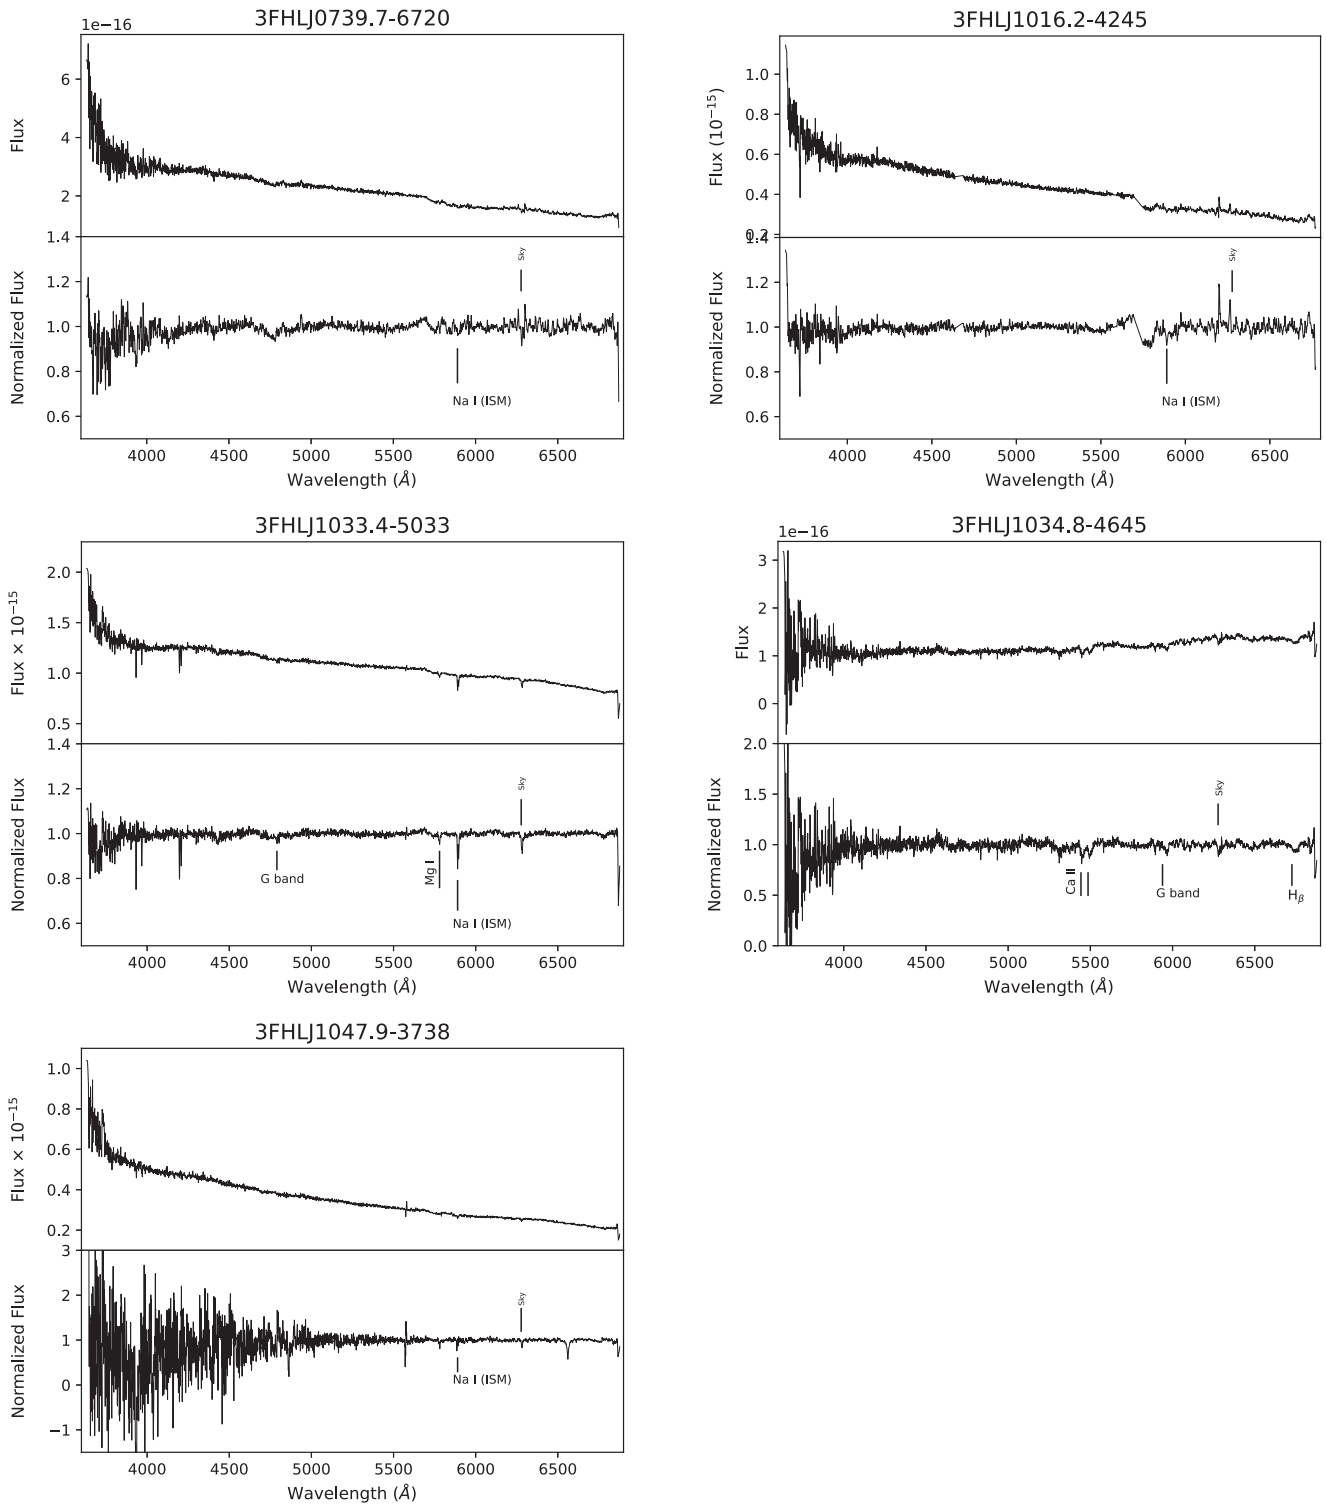 3FHLJ0739.7-6720
1e−16
6
4
2
Flux
1.4
1.2
1.0
0.8
0.6
Normalized Flux
Sky
Na I (ISM)
4000 4500 5000 5500 6000 6500
Wavelength (Å)
3FHLJ1016.2-4245
1.0
0.8
0.6
0.4
0.2
Flux (10−15)
1.4
1.2
1.0
0.8
0.6
Normalized Flux
Sky
Na I (ISM)
4000 4500 5000 5500 6000 6500
Wavelength (Å)
3FHLJ1033.4-5033
2.0
1.5
1.0
0.5
Flux × 10−15
1.4
1.2
1.0
0.8
0.6
Normalized Flux
Sky
G band
Mg I
Na I (ISM)
4000 4500 5000 5500 6000 6500
Wavelength (Å)
3FHLJ1034.8-4645
1e−16
3
2
1
0
Flux
2.0
1.5
1.0
0.5
0.0
Normalized Flux
Sky
Ca II
G band
Hβ
4000 4500 5000 5500 6000 6500
Wavelength (Å)
3FHLJ1047.9-3738
1.0
0.8
0.6
0.4
0.2
Flux × 10−15
3
2
1
0
−1
Normalized Flux
Sky
Na I (ISM)
4000 4500 5000 5500 6000 6500
Wavelength (Å)